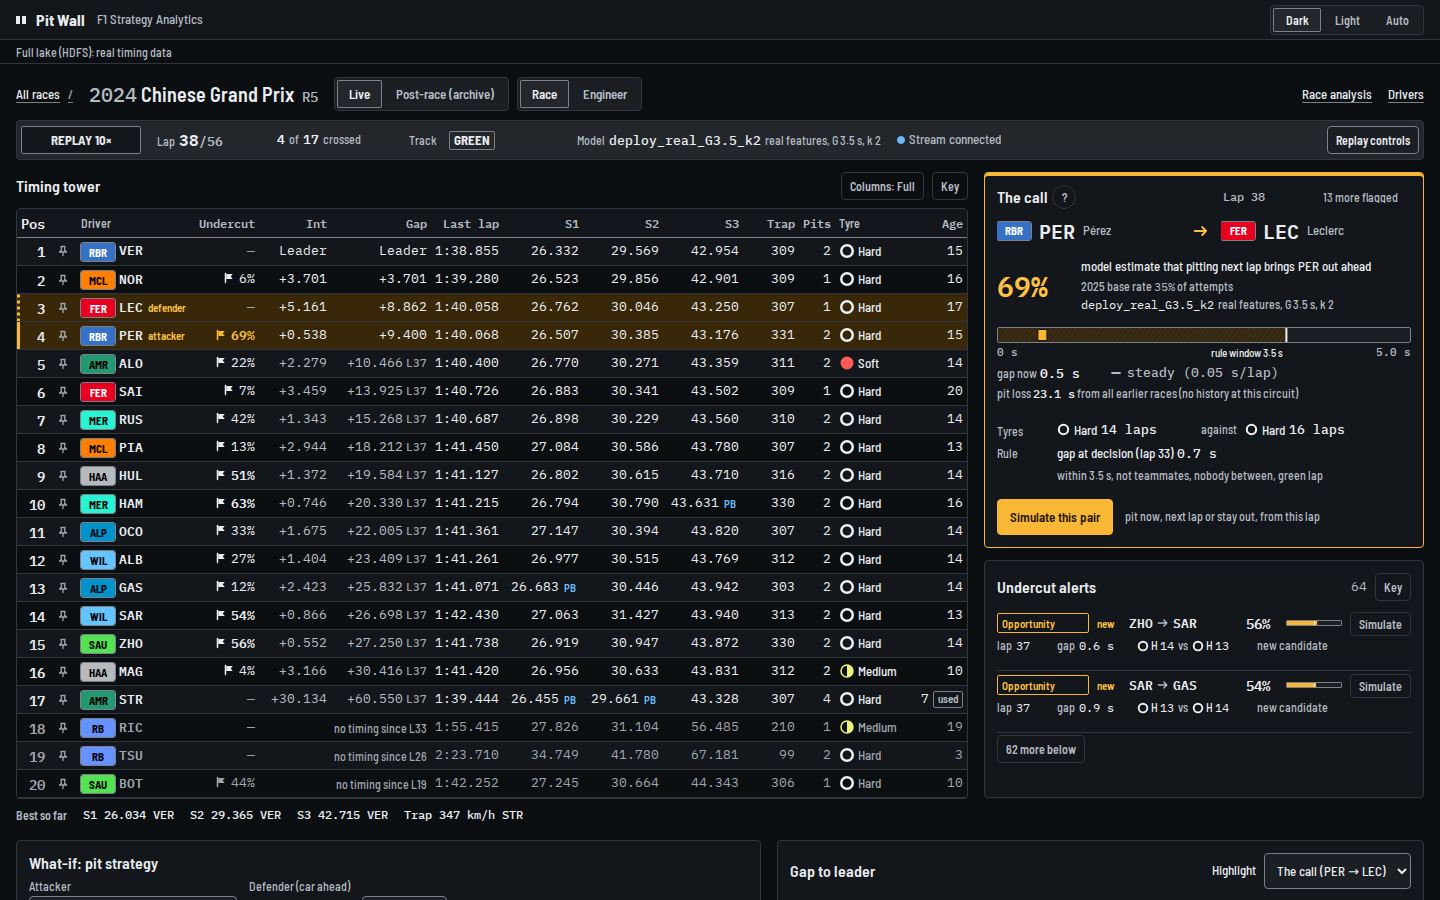 Pit Wall F1 Strategy Analytics Dark Light Auto
Full lake (HDFS): real timing data
All races / 2024 Chinese Grand Prix R5 Live Post-race (archive) Race Engineer Race analysis Drivers
REPLAY 10× Lap 38/56 4 of 17 crossed Track GREEN Model deploy_real_G3.5_k2 real features, G 3.5 s, k 2 Stream connected Replay controls
Timing tower Columns: Full Key
Pos Driver Undercut Int Gap Last lap S1 S2 S3 Trap Pits Tyre Age
1 RBR VER — Leader Leader 1:38.855 26.332 29.569 42.954 309 2 Hard 15
2 MCL NOR 6% +3.701 +3.701 1:39.280 26.523 29.856 42.901 309 1 Hard 16
3 FER LEC defender — +5.161 +8.862 1:40.058 26.762 30.046 43.250 307 1 Hard 17
4 RBR PER attacker 69% +0.538 +9.400 1:40.068 26.507 30.385 43.176 331 2 Hard 15
5 AMR ALO 22% +2.279 +10.466 L37 1:40.400 26.770 30.271 43.359 311 2 Soft 14
6 FER SAI 7% +3.459 +13.925 L37 1:40.726 26.883 30.341 43.502 309 1 Hard 20
7 MER RUS 42% +1.343 +15.268 L37 1:40.687 26.898 30.229 43.560 310 2 Hard 14
8 MCL PIA 13% +2.944 +18.212 L37 1:41.450 27.084 30.586 43.780 307 2 Hard 13
9 HAA HUL 51% +1.372 +19.584 L37 1:41.127 26.802 30.615 43.710 316 2 Hard 14
10 MER HAM 63% +0.746 +20.330 L37 1:41.215 26.794 30.790 43.631 PB 330 2 Hard 16
11 ALP OCO 33% +1.675 +22.005 L37 1:41.361 27.147 30.394 43.820 307 2 Hard 14
12 WIL ALB 27% +1.404 +23.409 L37 1:41.261 26.977 30.515 43.769 312 2 Hard 14
13 ALP GAS 12% +2.423 +25.832 L37 1:41.071 26.683 PB 30.446 43.942 303 2 Hard 14
14 WIL SAR 54% +0.866 +26.698 L37 1:42.430 27.063 31.427 43.940 313 2 Hard 13
15 SAU ZHO 56% +0.552 +27.250 L37 1:41.738 26.919 30.947 43.872 330 2 Hard 14
16 HAA MAG 4% +3.166 +30.416 L37 1:41.420 26.956 30.633 43.831 312 2 Medium 10
17 AMR STR — +30.134 +60.550 L37 1:39.444 26.455 PB 29.661 PB 43.328 307 4 Hard 7 used
18 RB RIC — no timing since L33 1:55.415 27.826 31.104 56.485 210 1 Medium 19
19 RB TSU — no timing since L26 2:23.710 34.749 41.780 67.181 99 2 Hard 3
20 SAU BOT 44% no timing since L19 1:42.252 27.245 30.664 44.343 306 1 Hard 10
Best so far S1 26.034 VER S2 29.365 VER S3 42.715 VER Trap 347 km/h STR
The call ? Lap 38 13 more flagged
RBR PER Pérez → FER LEC Leclerc
69% model estimate that pitting next lap brings PER out ahead
2025 base rate 35% of attempts
deploy_real_G3.5_k2 real features, G 3.5 s, k 2
0 s rule window 3.5 s 5.0 s
gap now 0.5 s — steady (0.05 s/lap)
pit loss 23.1 s from all earlier races (no history at this circuit)
Tyres Hard 14 laps against Hard 16 laps
Rule gap at decision (lap 33) 0.7 s
within 3.5 s, not teammates, nobody between, green lap
Simulate this pair pit now, next lap or stay out, from this lap
Undercut alerts 64 Key
Opportunity new ZHO → SAR 56% Simulate
lap 37 gap 0.6 s H 14 vs H 13 new candidate
Opportunity new SAR → GAS 54% Simulate
lap 37 gap 0.9 s H 13 vs H 14 new candidate
62 more below
What-if: pit strategy
Attacker Defender (car ahead)
Gap to leader Highlight The call (PER → LEC)